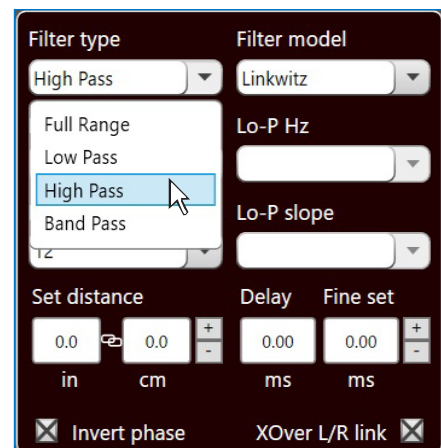 Filter type Filter model
High Pass Linkwitz
Full Range
Lo-P Hz
Low Pass
High Pass
Lo-P slope
Band Pass
12
Set distance Delay Fine set
0.0 0.0 + - 0.00 0.00 + -
in cm ms ms
Invert phase XOver L/R link